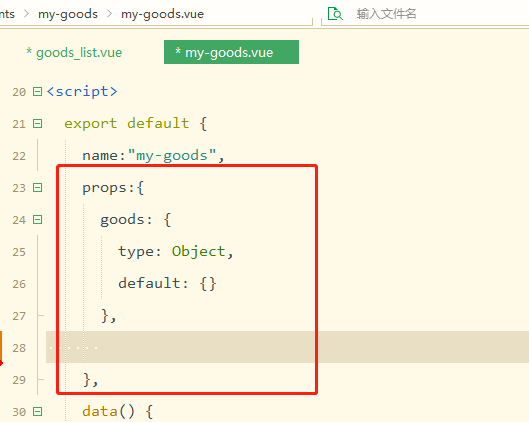 nts > my-goods > my-goods.vue 输入文件名
* goods_list.vue * my-goods.vue
20 <script>
21 export default {
22 name:"my-goods",
23 props:{
24 goods: {
25 type: Object,
26 default: {}
27 },
28
29 },
30 data() {